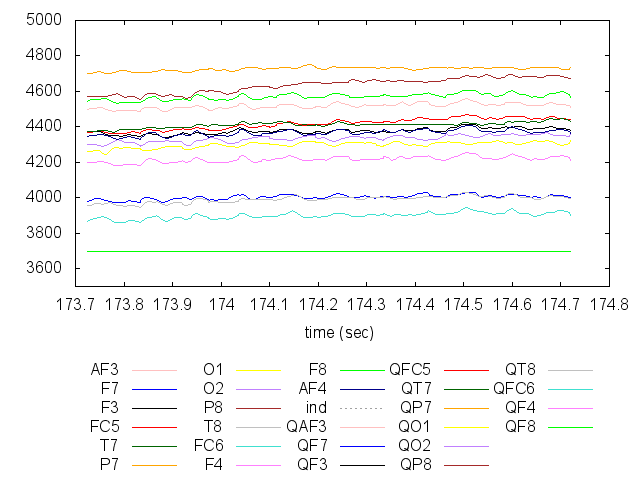 5000
4800
4600
4400
4200
4000
3800
3600
173.7 173.8 173.9 174 174.1 174.2 174.3 174.4 174.5 174.6 174.7 174.8
time (sec)
AF3 O1 F8 QFC5 QT8
F7 O2 AF4 QT7 QFC6
F3 P8 ind QP7 QF4
FC5 T8 QAF3 QO1 QF8
T7 FC6 QF7 QO2
P7 F4 QF3 QP8